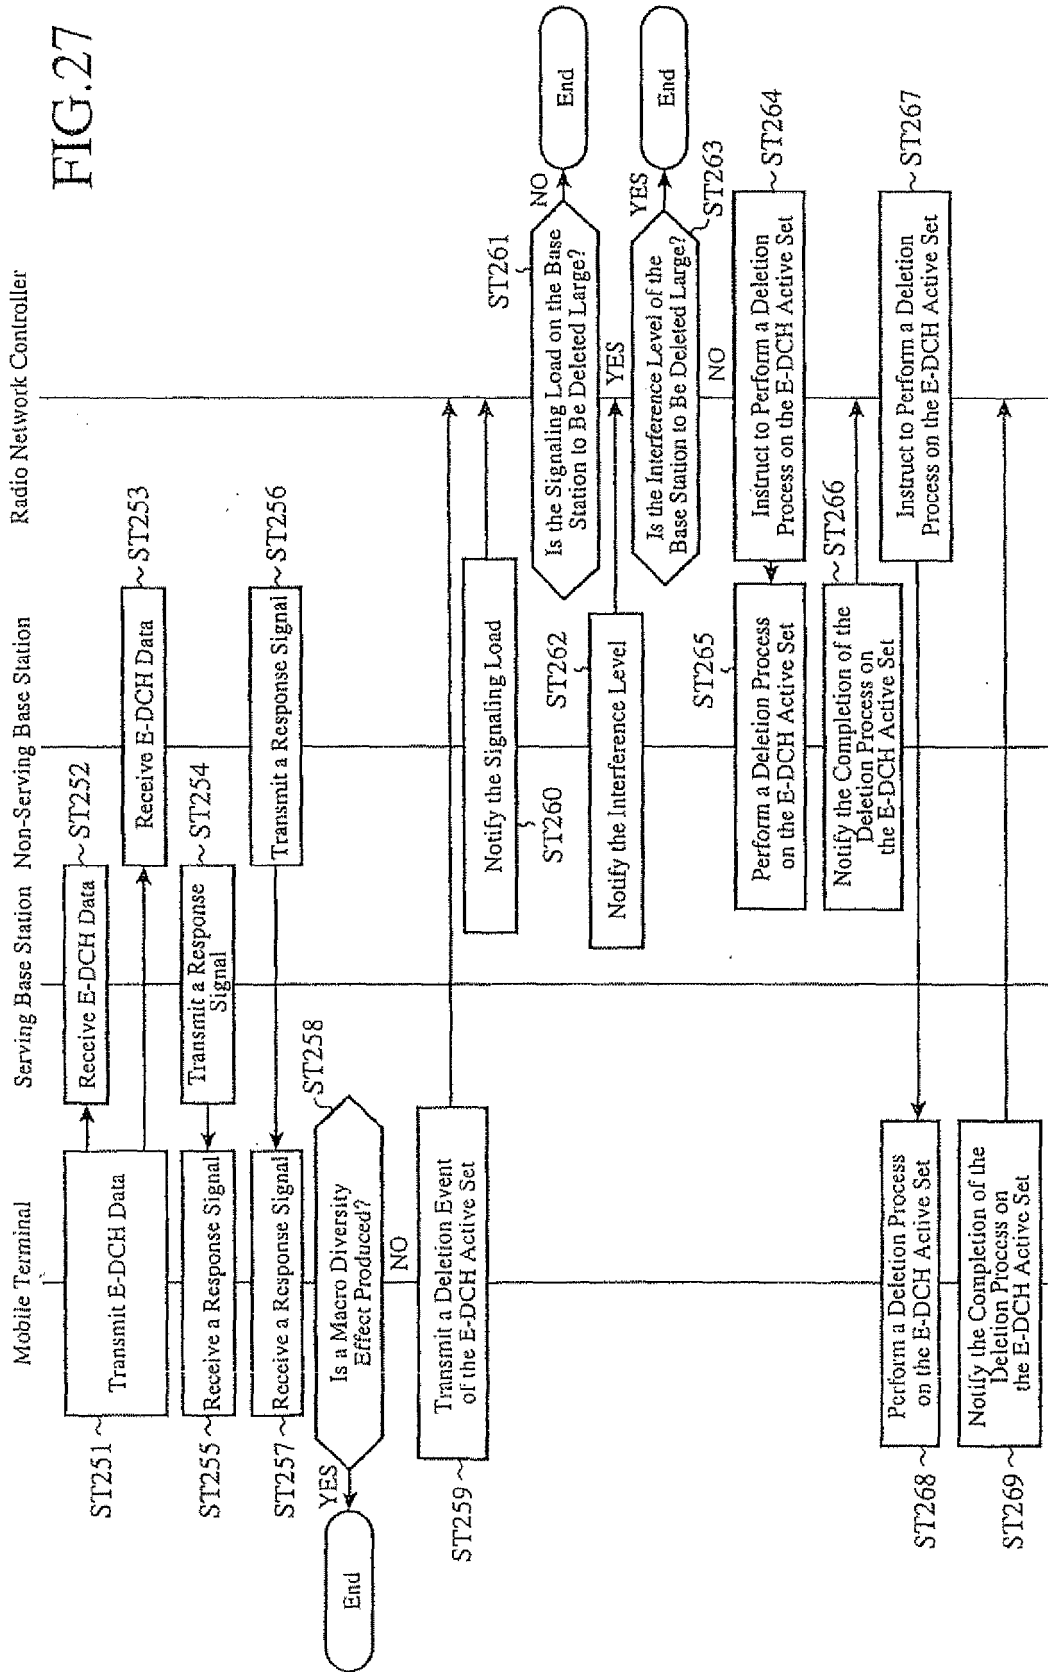 FIG.27
Mobile Terminal
Serving Base Station
Non-Serving Base Station
Radio Network Controller
ST251
Transmit E-DCH Data
Receive E-DCH Data
ST252
Receive E-DCH Data
ST253
Transmit a Response
Signal
ST254
ST255
Receive a Response Signal
Transmit a Response Signal
ST256
ST257
Receive a Response Signal
Is a Macro Diversity
Effect Produced?
ST258
YES
End
NO
ST259
Transmit a Deletion Event
of the E-DCH Active Set
Notify the Signaling Load
ST260
ST261
Is the Signaling Load on the Base
Station to Be Deleted Large?
NO
End
YES
ST262
Notify the Interference Level
Is the Interference Level of the
Base Station to Be Deleted Large?
YES
End
ST263
NO
Instruct to Perform a Deletion
Process on the E-DCH Active Set
ST264
ST265
Perform a Deletion Process
on the E-DCH Active Set
Notify the Completion of the
Deletion Process on
the E-DCH Active Set
ST266
Instruct to Perform a Deletion
Process on the E-DCH Active Set
ST267
Perform a Deletion Process
on the E-DCH Active Set
ST268
Notify the Completion of the
Deletion Process on
the E-DCH Active Set
ST269